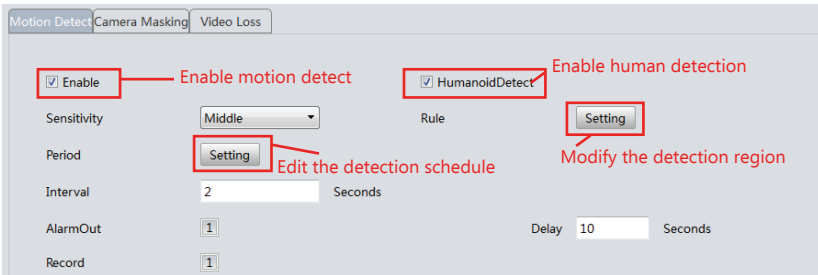 Motion Detect Camera Masking Video Loss
Enable Enable motion detect HumanoidDetect Enable human detection
Sensitivity Middle Rule Setting
Period Setting Edit the detection schedule Modify the detection region
Interval 2 Seconds
AlarmOut 1 Delay 10 Seconds
Record 1